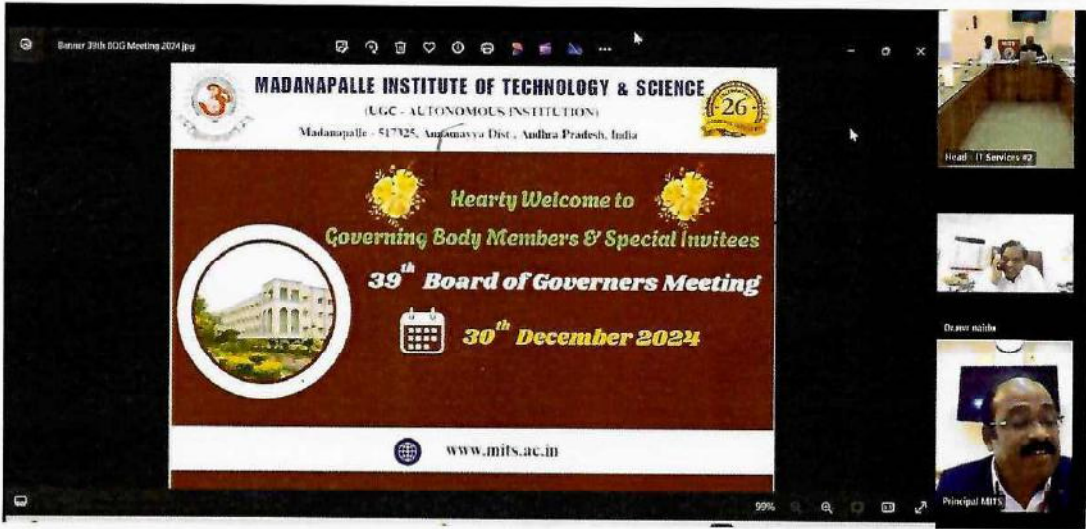 Banner 39th BOG Meeting 2024.jpg
MADANAPALLE INSTITUTE OF TECHNOLOGY & SCIENCE
(UGC - AUTONOMOUS INSTITUTION)
Madanapalle - 517325, Annamayya Dist , Andhra Pradesh, India
26
Hearty Welcome to
Governing Body Members & Special Invitees
39th Board of Governers Meeting
30th December 2024
www.mits.ac.in
99%
Head - IT Services #2
naidu
Principal MITS